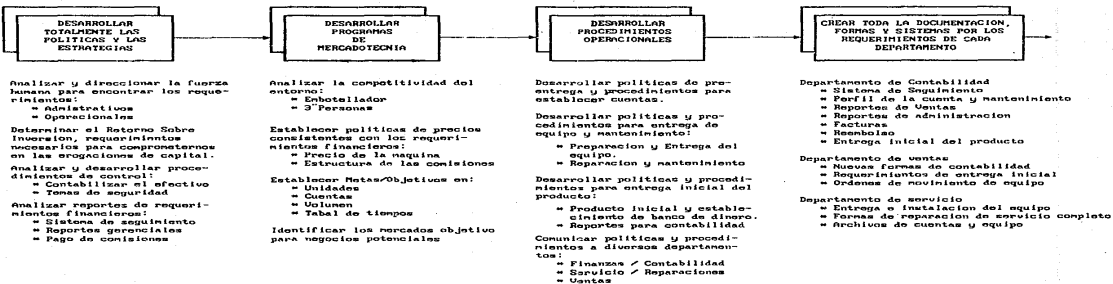 DESARROLLAR
TOTALMENTE LAS
POLITICAS Y LAS
ESTRATEGIAS
Analizar y direccionar la fuerza
humana para encontrar los reque-
rimientos:
* Admistrativos
* Operacionales
Determinar el Retorno Sobre
Inversion, requerimientos
necesarios para comprometernos
en las erogaciones de capital.
Analizar y desarrollar proce-
dimientos de control:
* Contabilizar el efectivo
* Temas de seguridad
Analizar reportes de requeri-
mientos financieros:
* Sistema de seguimiento
* Reportes gerenciales
* Pago de comisiones
DESARROLLAR
PROGRAMAS
DE
MERCADOTECNIA
Analizar la competitividad del
entorno:
* Embotellador
* 3ªPersonas
Establecer politicas de precios
consistentes con los requeri-
mientos financieros:
* Precio de la maquina
* Estructura de las comisiones
Establecer Metas/Objetivos en:
* Unidades
* Cuentas
* Volumen
* Tabal de tiempos
Identificar los mercados objetivo
para negocios potenciales
DESARROLLAR
PROCEDIMIENTOS
OPERACIONALES
Desarrollar politicas de pre-
entrega y procedimientos para
establecer cuentas.
Desarrollar politicas y pro-
cedimientos para entrega de
equipo y mantenimiento:
* Preparacion y Entrega del
equipo.
* Reparacion y mantenimiento
Desarrollar politicas y procedi-
mientos para entrega inicial del
producto:
* Producto inicial y estable-
cimiento de banco de dinero.
* Reportes para contabilidad
Comunicar politicas y procedi-
mientos a diversos departamen-
tos:
* Finanzas / Contabilidad
* Servicio / Reparaciones
* Ventas
CREAR TODA LA DOCUMENTACION,
FORMAS Y SISTEMAS POR LOS
REQUERIMIENTOS DE CADA
DEPARTAMENTO
Departamento de Contabilidad
* Sistema de Seguimiento
* Perfil de la cuenta y mantenimiento
* Reportes de Ventas
* Reportes de administracion
* Facturas
* Reembolso
* Entrega inicial del producto
Departamento de ventas
* Nuevas formas de contabilidad
* Requerimientos de entrega inicial
* Ordenes de movimiento de equipo
Departamento de servicio
* Entrega e instalacion del equipo
* Formas de reparacion de servicio completo
* Archivos de cuentas y equipo